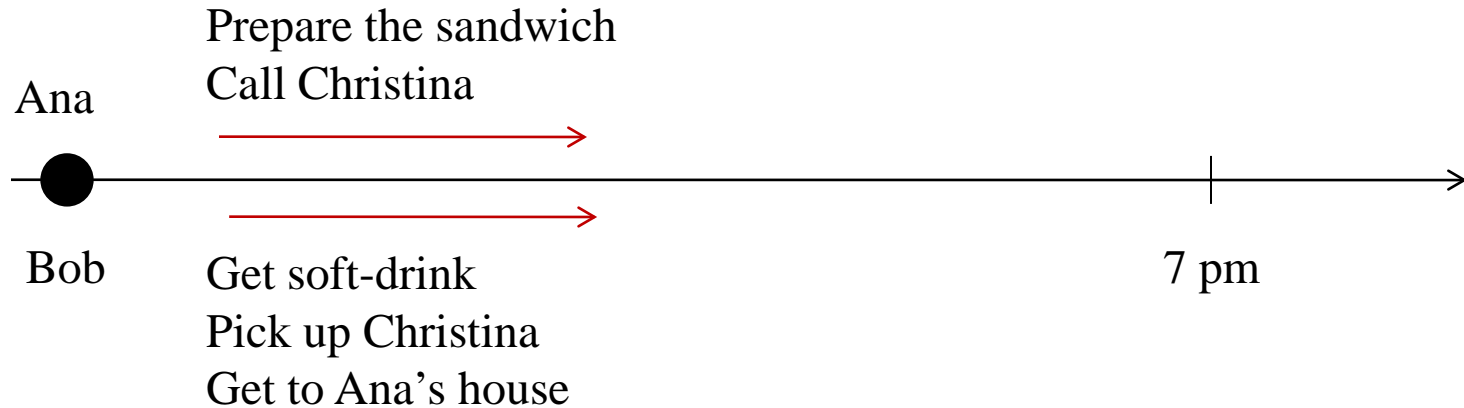 Prepare the sandwich
Call Christina
Ana
Bob
Get soft-drink
Pick up Christina
Get to Ana's house
7 pm